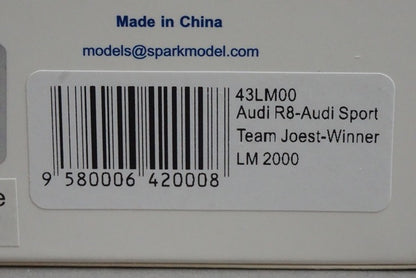 Made in China
models@sparkmodel.com
43LM00
Audi R8-Audi Sport
Team Joest-Winner
LM 2000
9 580006 420008
e